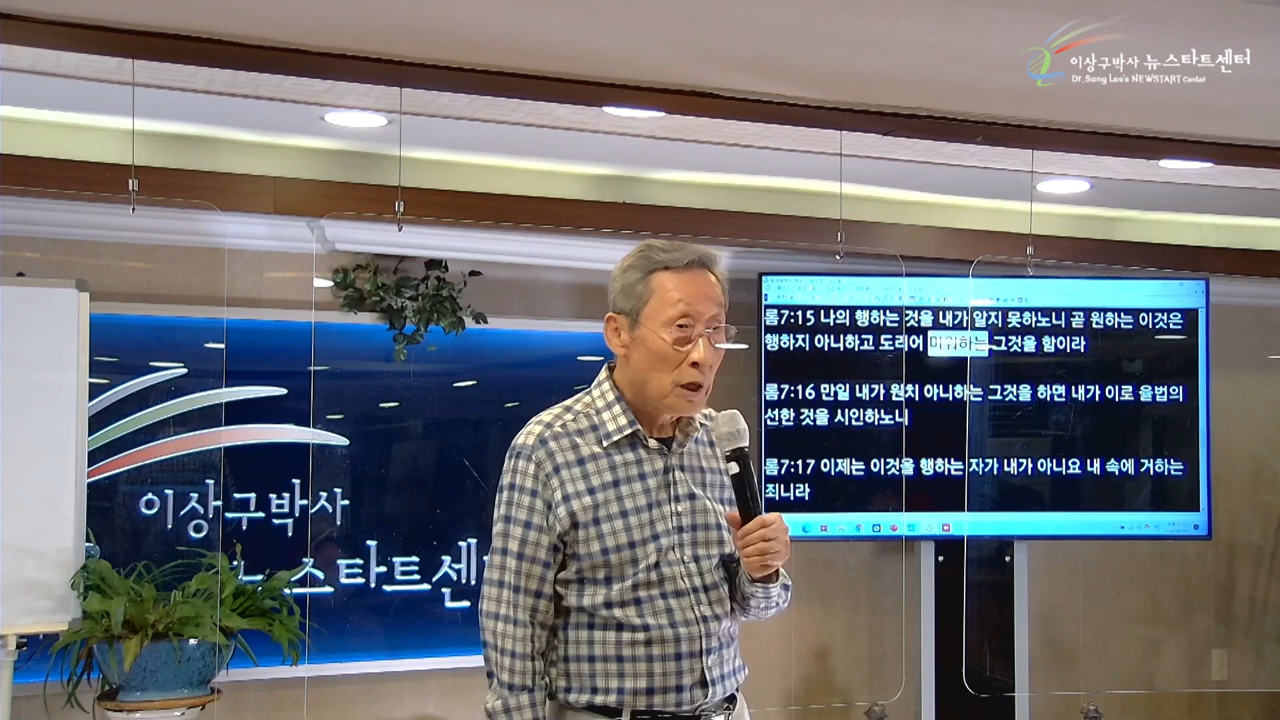 이상구박사 뉴스타트센터
Dr. Sang Lee's NEWSTART Center
롬7:15 나의 행하는 것을 내가 알지 못하노니 곧 원하는 이것은
행하지 아니하고 도리어 미워하는 그것을 함이라
롬7:16 만일 내가 원치 아니하는 그것을 하면 내가 이로 율법의
선한 것을 시인하노니
롬7:17 이제는 이것을 행하는 자가 내가 아니요 내 속에 거하는
죄니라
이상구박사
뉴스타트센